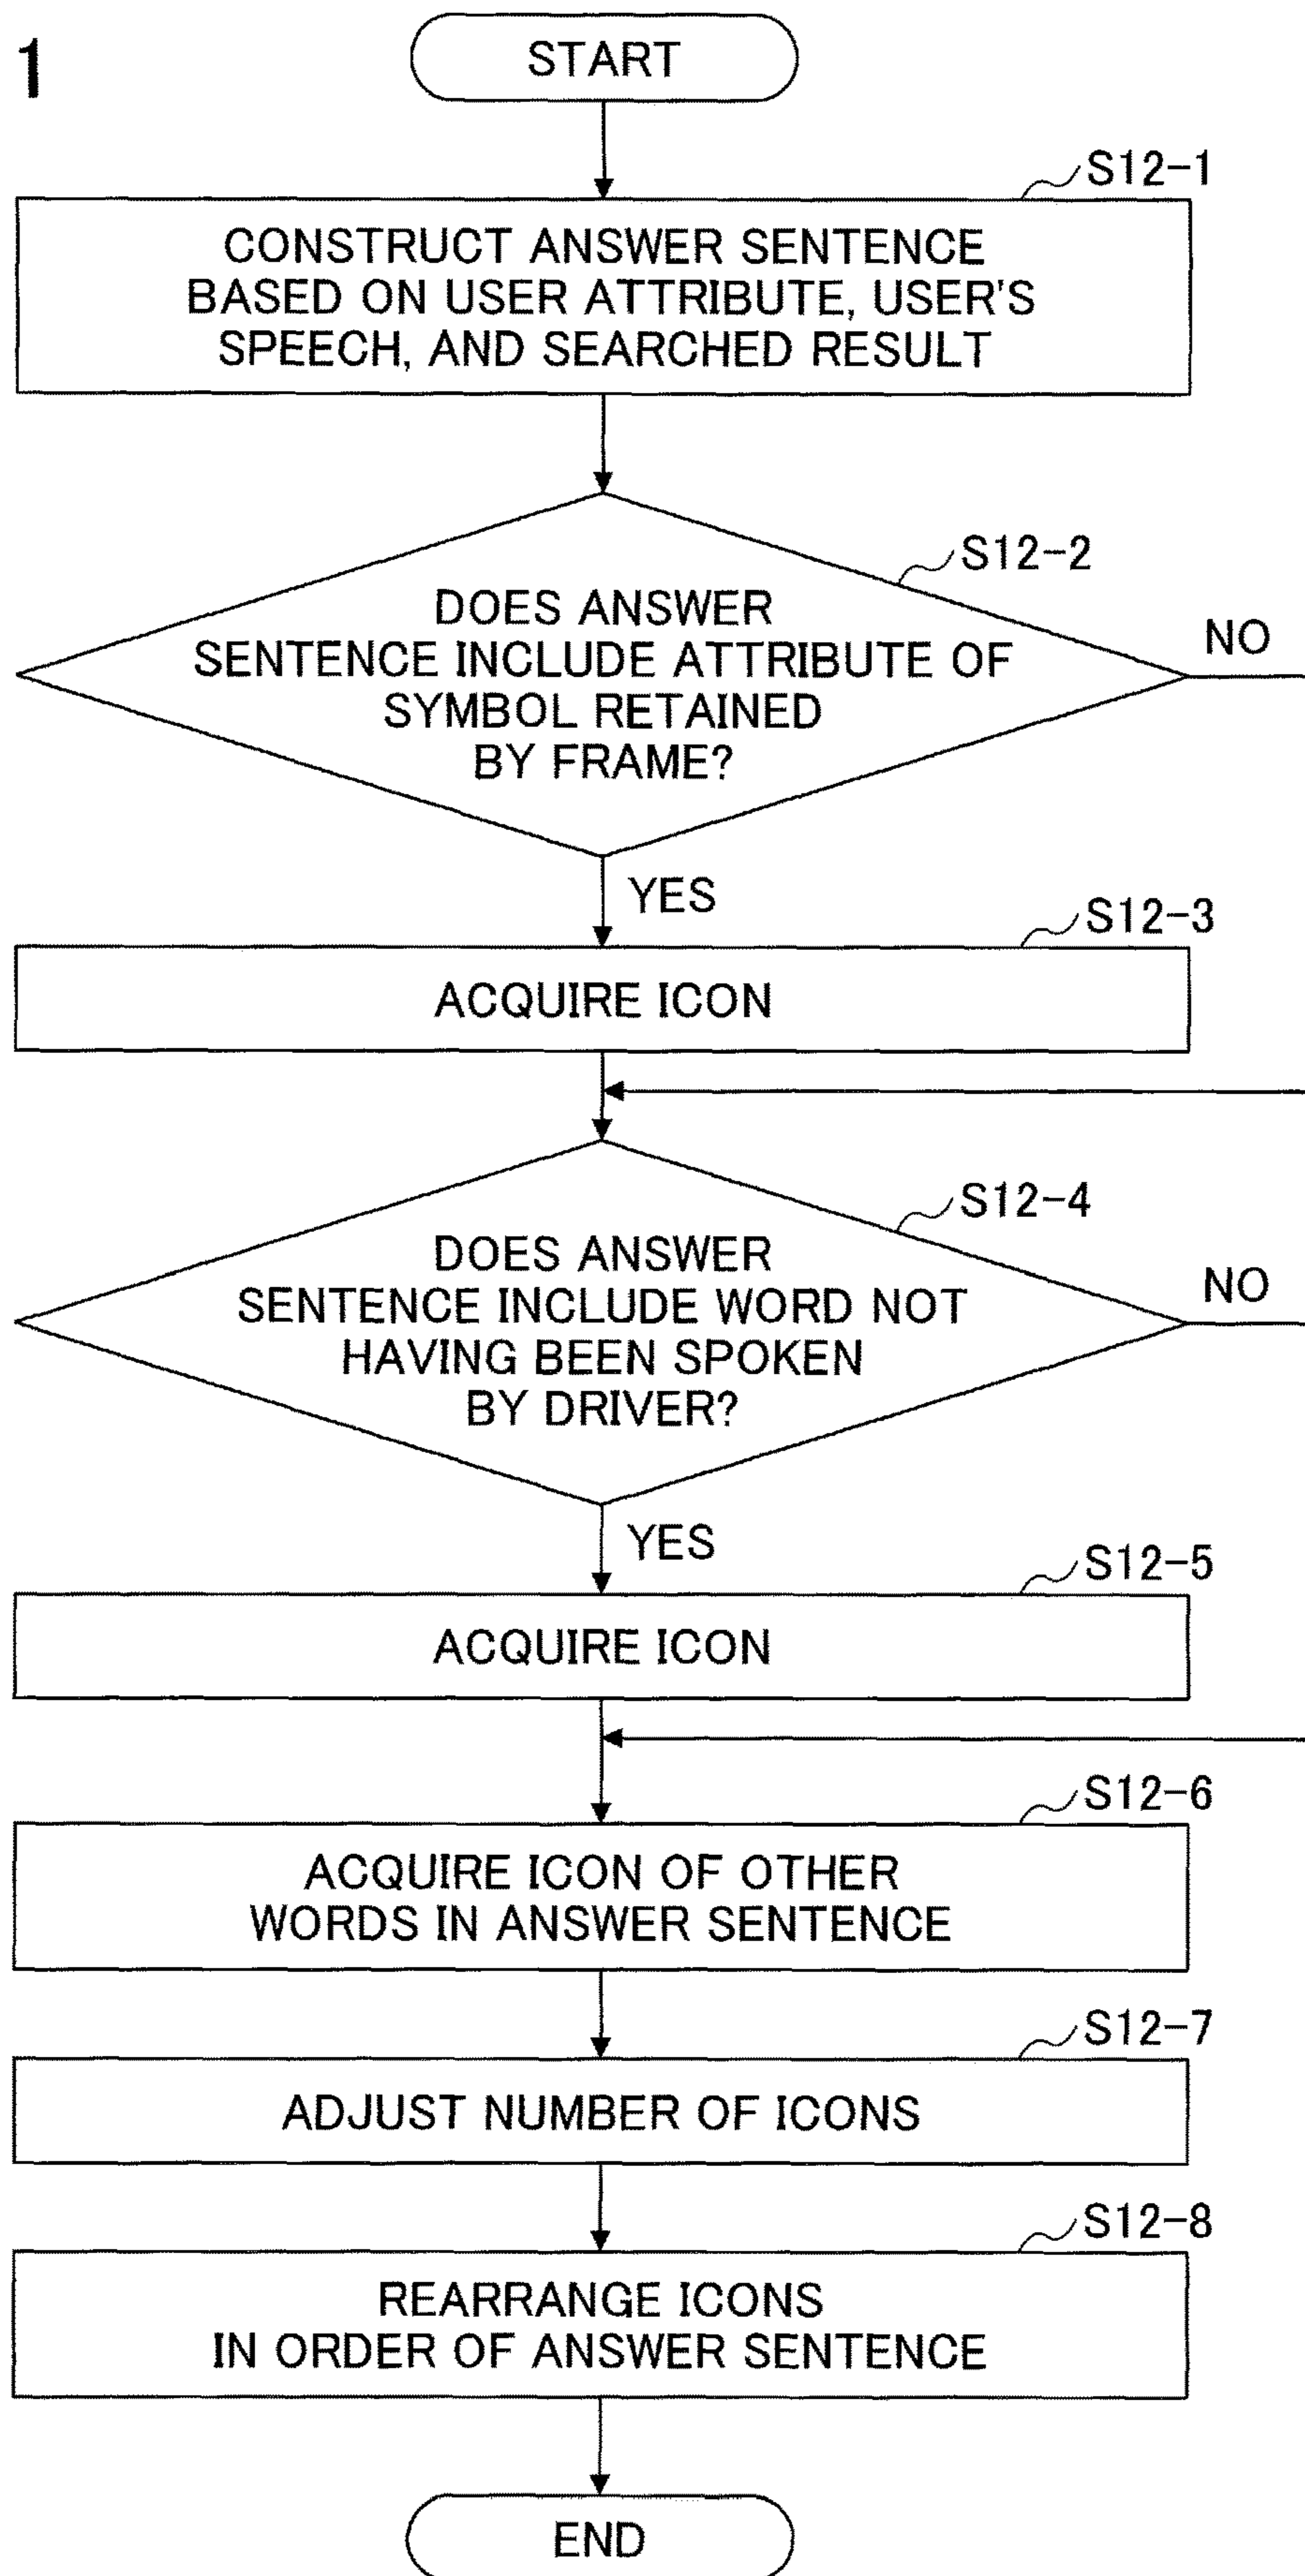 1
START
S12-1
CONSTRUCT ANSWER SENTENCE
BASED ON USER ATTRIBUTE, USER'S
SPEECH, AND SEARCHED RESULT
S12-2
DOES ANSWER
SENTENCE INCLUDE ATTRIBUTE OF
SYMBOL RETAINED
BY FRAME?
NO
YES
S12-3
ACQUIRE ICON
S12-4
DOES ANSWER
SENTENCE INCLUDE WORD NOT
HAVING BEEN SPOKEN
BY DRIVER?
NO
YES
S12-5
ACQUIRE ICON
S12-6
ACQUIRE ICON OF OTHER
WORDS IN ANSWER SENTENCE
S12-7
ADJUST NUMBER OF ICONS
S12-8
REARRANGE ICONS
IN ORDER OF ANSWER SENTENCE
END